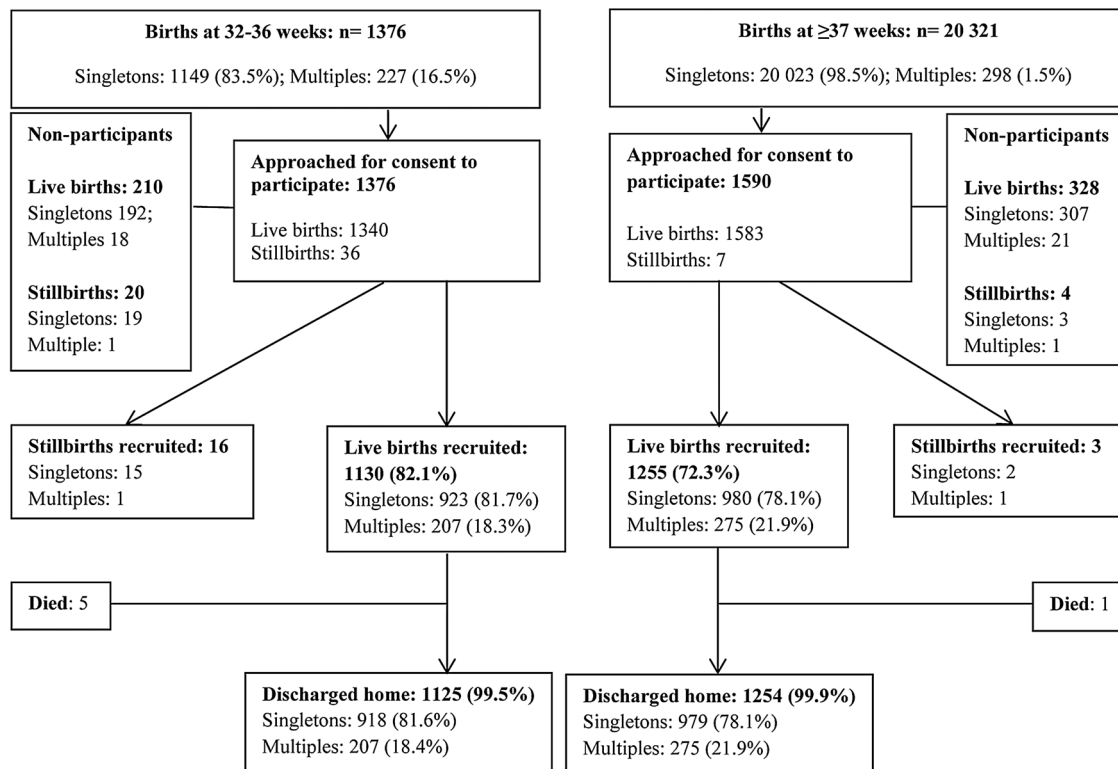 Births at 32-36 weeks: n= 1376
Singletons: 1149 (83.5%); Multiples: 227 (16.5%)
Births at ≥37 weeks: n= 20 321
Singletons: 20 023 (98.5%); Multiples: 298 (1.5%)
Non-participants
Live births: 210
Singletons 192;
Multiples 18
Stillbirths: 20
Singletons: 19
Multiple: 1
Approached for consent to
participate: 1376
Live births: 1340
Stillbirths: 36
Approached for consent to
participate: 1590
Live births: 1583
Stillbirths: 7
Non-participants
Live births: 328
Singletons: 307
Multiples: 21
Stillbirths: 4
Singletons: 3
Multiples: 1
Stillbirths recruited: 16
Singletons: 15
Multiples: 1
Live births recruited:
1130 (82.1%)
Singletons: 923 (81.7%)
Multiples: 207 (18.3%)
Live births recruited:
1255 (72.3%)
Singletons: 980 (78.1%)
Multiples: 275 (21.9%)
Stillbirths recruited: 3
Singletons: 2
Multiples: 1
Died: 5
Died: 1
Discharged home: 1125 (99.5%)
Singletons: 918 (81.6%)
Multiples: 207 (18.4%)
Discharged home: 1254 (99.9%)
Singletons: 979 (78.1%)
Multiples: 275 (21.9%)